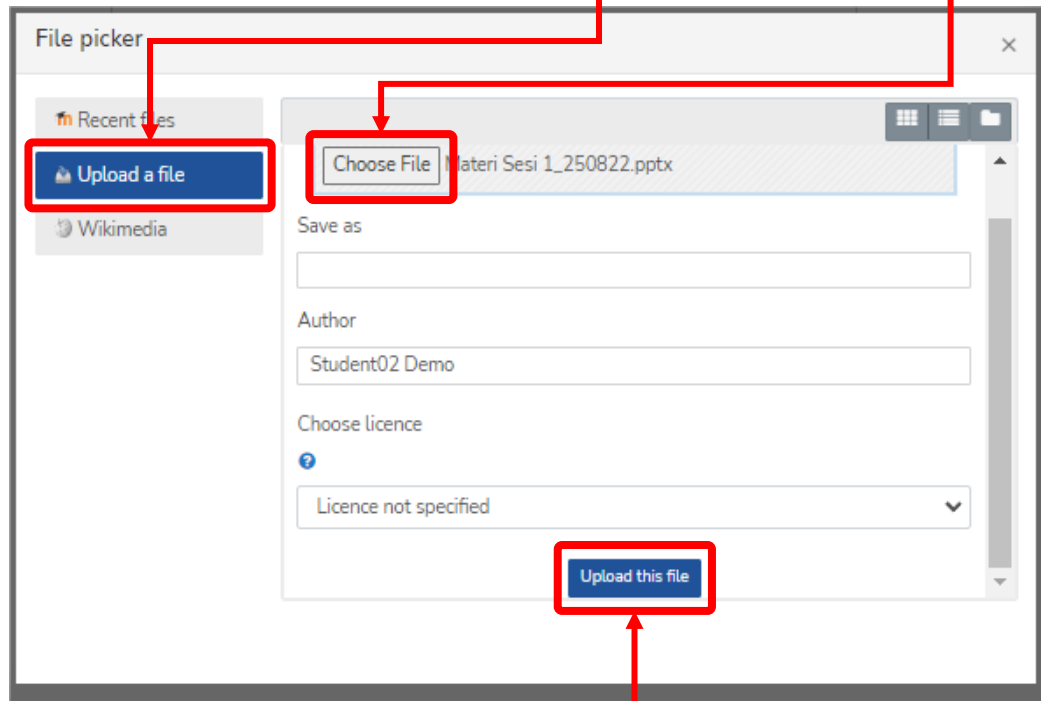 File picker
Recent files
Upload a file
Wikimedia
Choose File Materi Sesi 1_250822.pptx
Save as
Author
Student02 Demo
Choose licence
Licence not specified
Upload this file